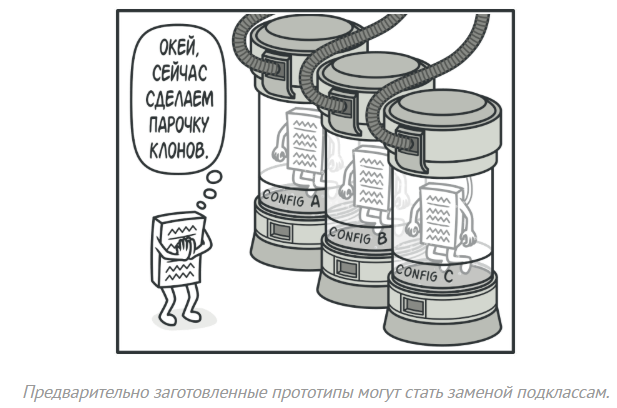 ОКЕЙ,
СЕЙЧАС
СДЕЛАЕМ
ПАРОЧКУ
КЛОНОВ.
CONFIG A
CONFIG B
CONFIG C
Предварительно заготовленные прототипы могут стать заменой подклассам.